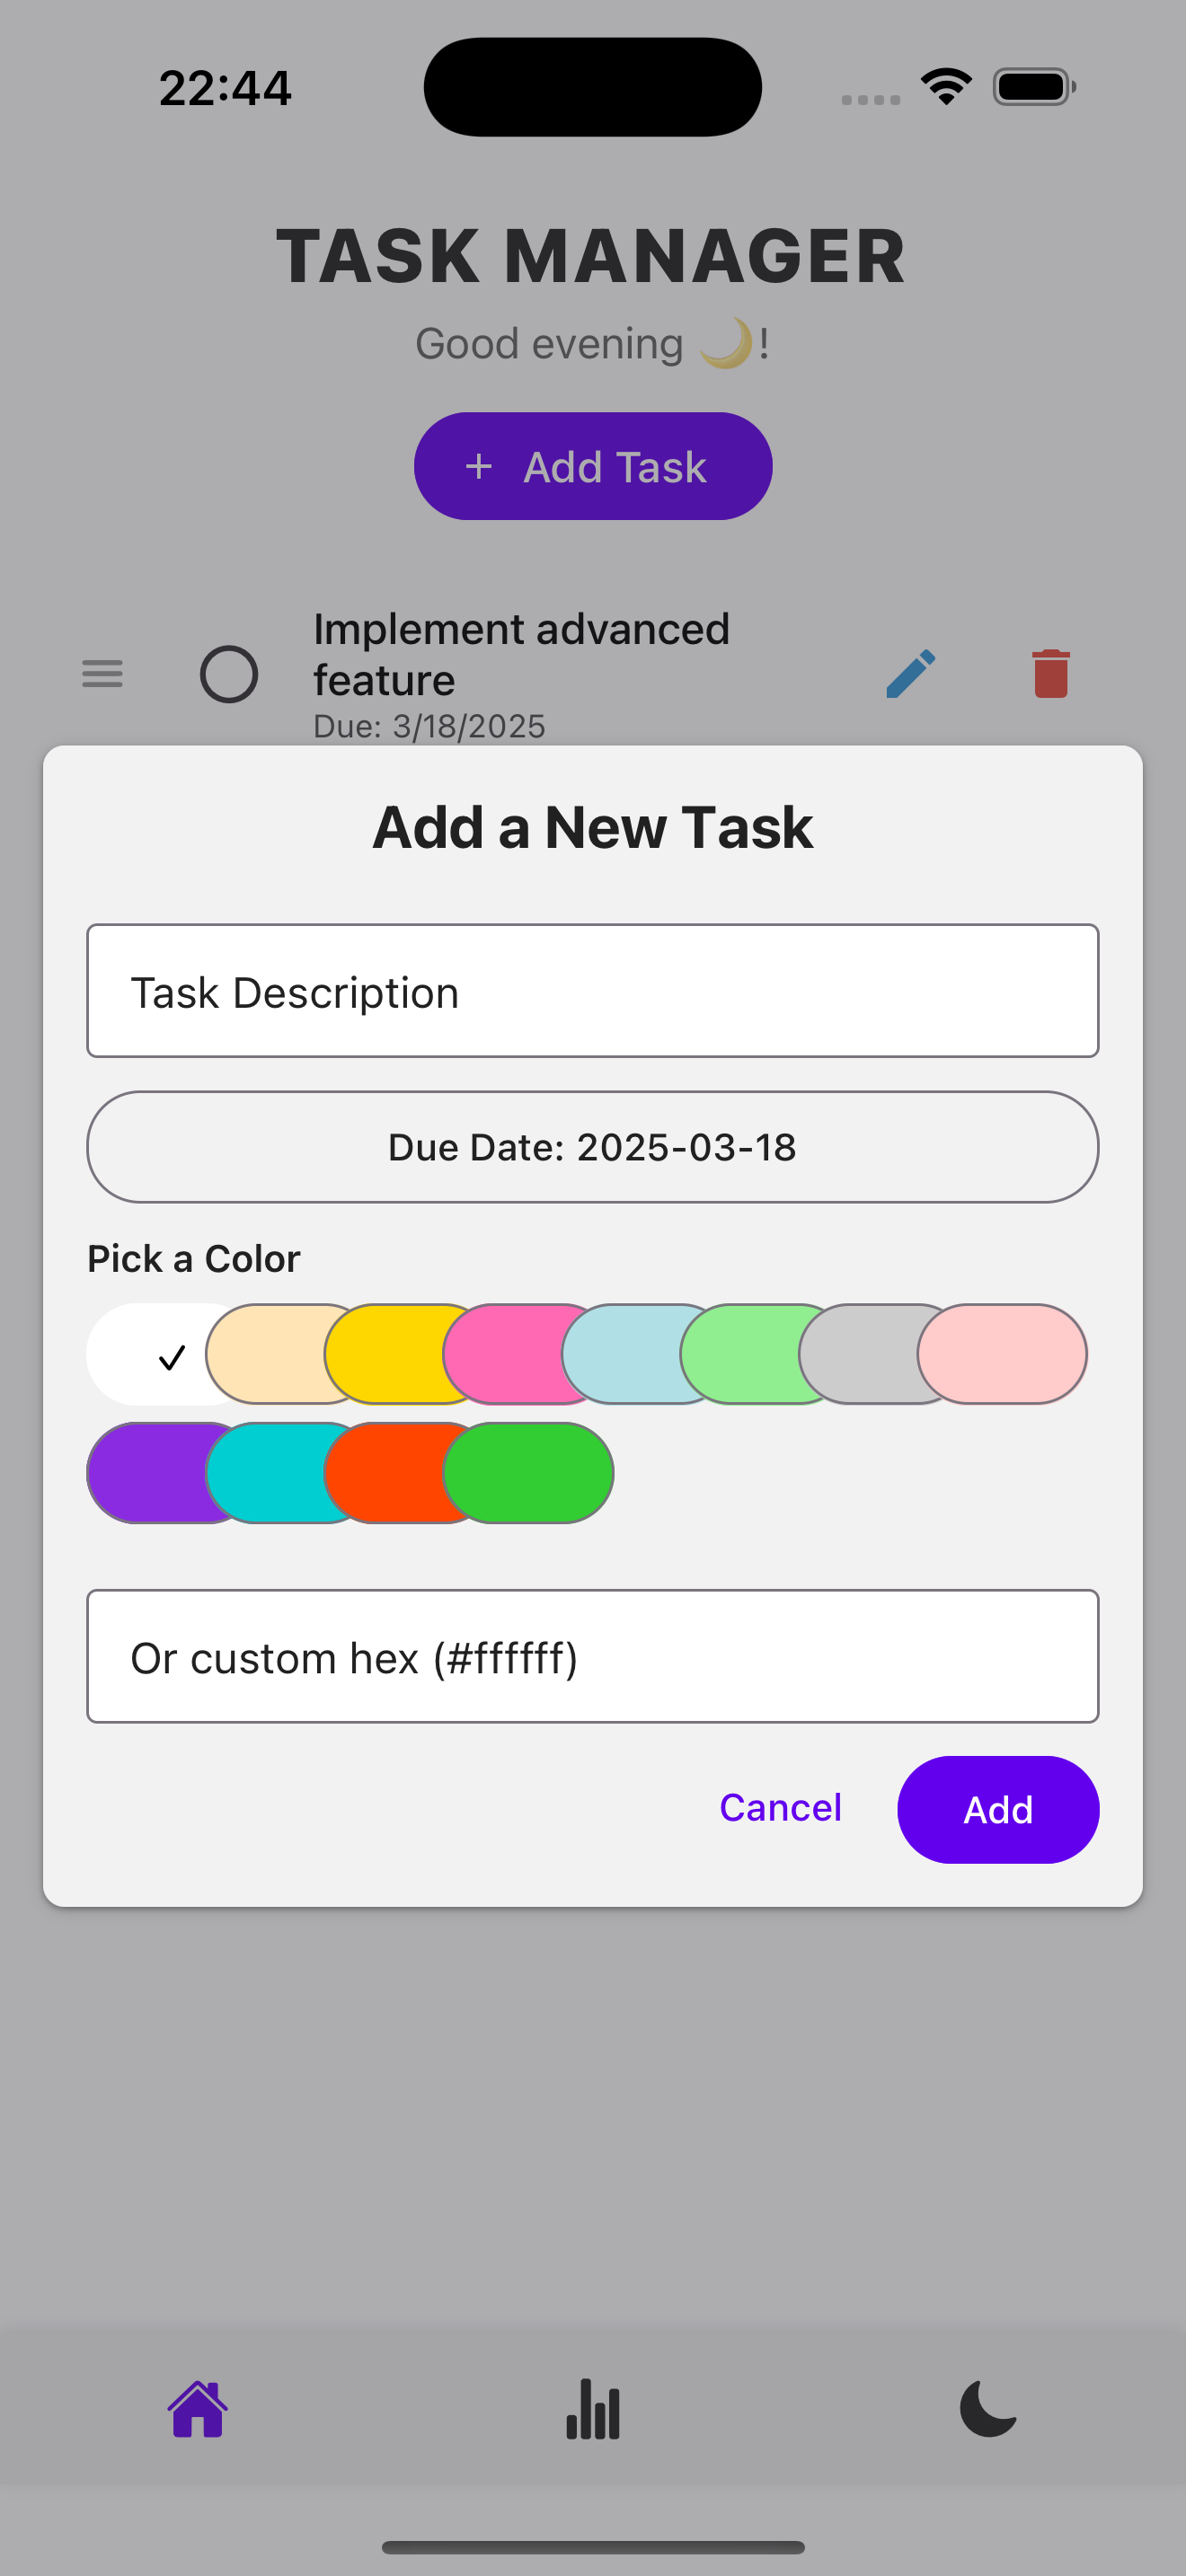 22:44
TASK MANAGER
Good evening 🌙!
+ Add Task
Implement advanced
feature
Due: 3/18/2025
Add a New Task
Task Description
Due Date: 2025-03-18
Pick a Color
Or custom hex (#ffffff)
Cancel
Add